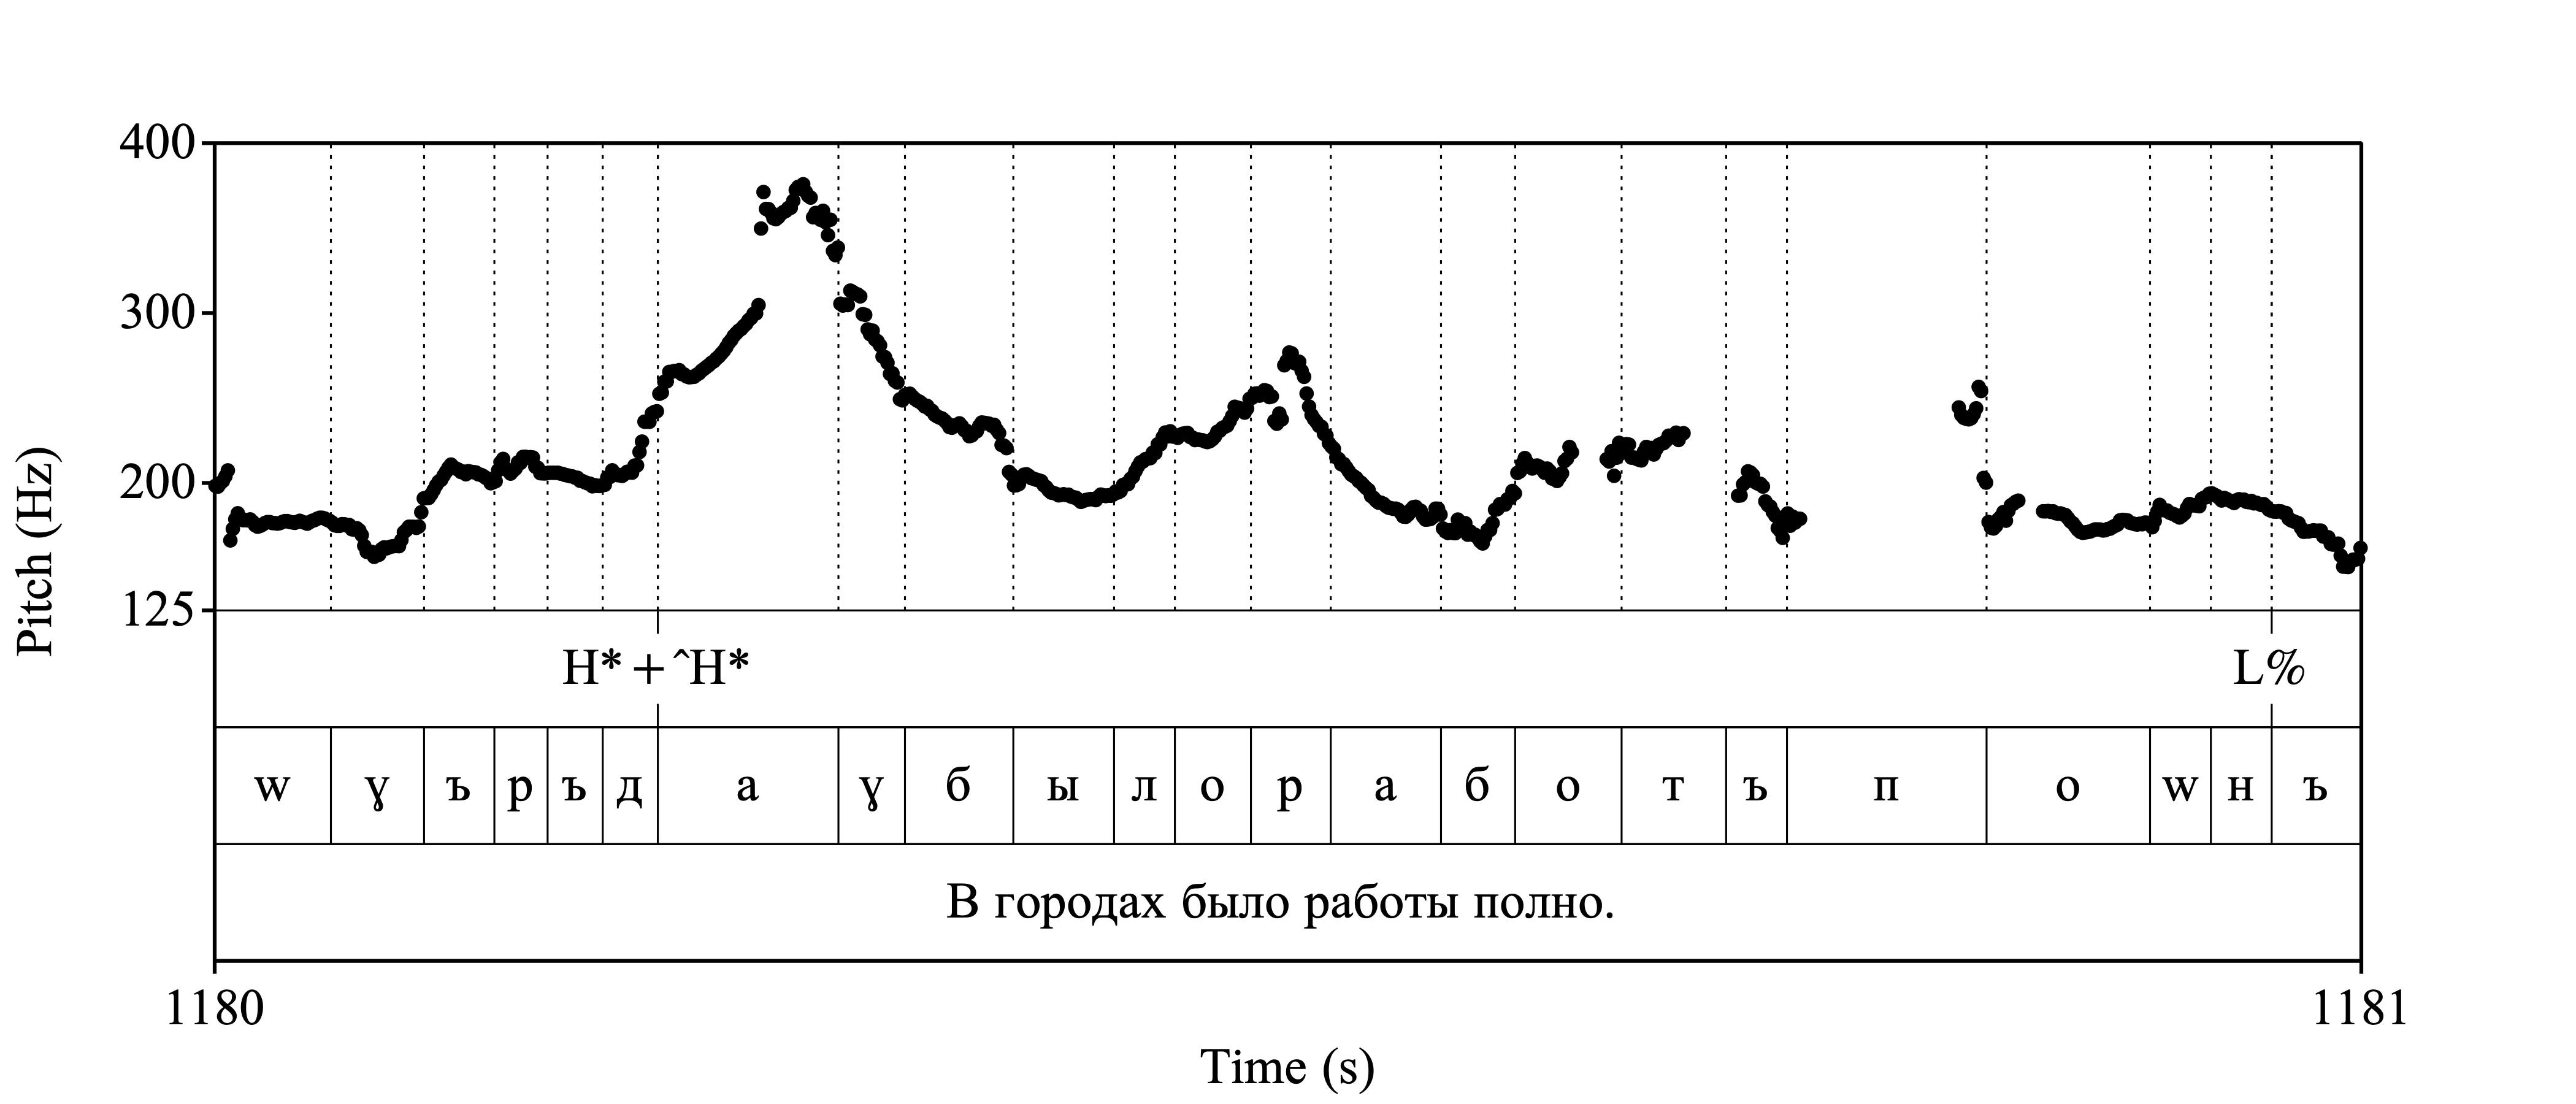 400
300
200
125
Pitch (Hz)
H* + ^H* L%
w ɣ ъ р ъ д а ɣ б ы л о р а б о т ъ п о w н ъ
В городах было работы полно.
1180 1181
Time (s)